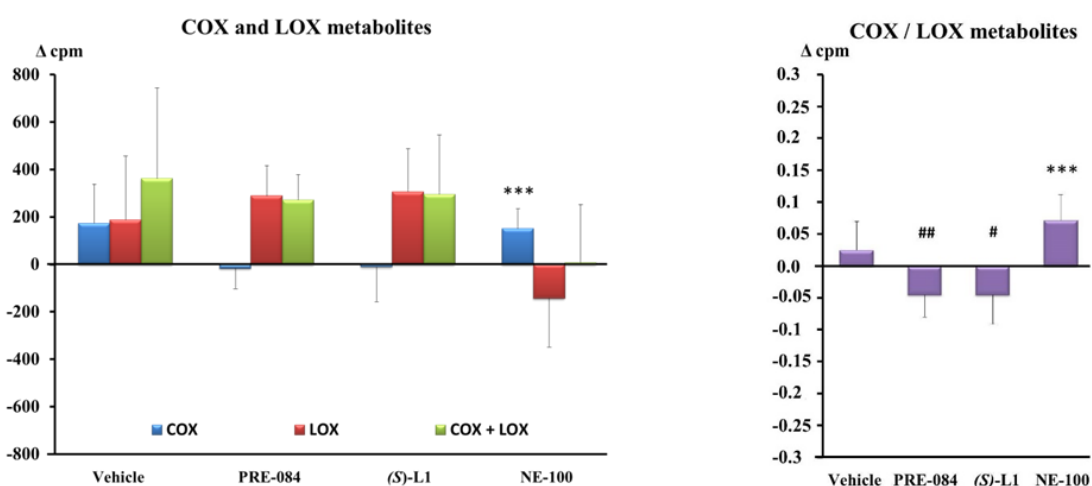 COX and LOX metabolites
Δ cpm
800
600
400
200
0
-200
-400
-600
-800
***
COX LOX COX + LOX
Vehicle PRE-084 (S)-L1 NE-100
COX / LOX metabolites
Δ cpm
0.3
0.25
0.2
0.15
0.1
0.05
0.0
-0.05
-0.1
-0.15
-0.2
-0.25
-0.3
## # ***
Vehicle PRE-084 (S)-L1 NE-100